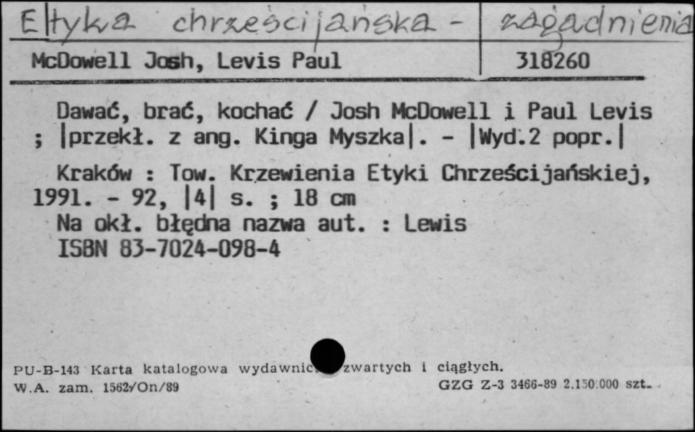 Etyka chrześcijańska - zagadnienia
McDowell Josh, Levis Paul 318260
Dawać, brać, kochać / Josh McDowell i Paul Levis
; |przekł. z ang. Kinga Myszka|. - |Wyd.2 popr.|
Kraków : Tow. Krzewienia Etyki Chrześcijańskiej,
1991. - 92, |4| s. ; 18 cm
Na okł. błędna nazwa aut. : Lewis
ISBN 83-7024-098-4
PU-B-143 Karta katalogowa wydawnic zwartych i ciągłych.
W.A. zam. 1562/On/89 GZG Z-3 3466-89 2.150.000 szt.